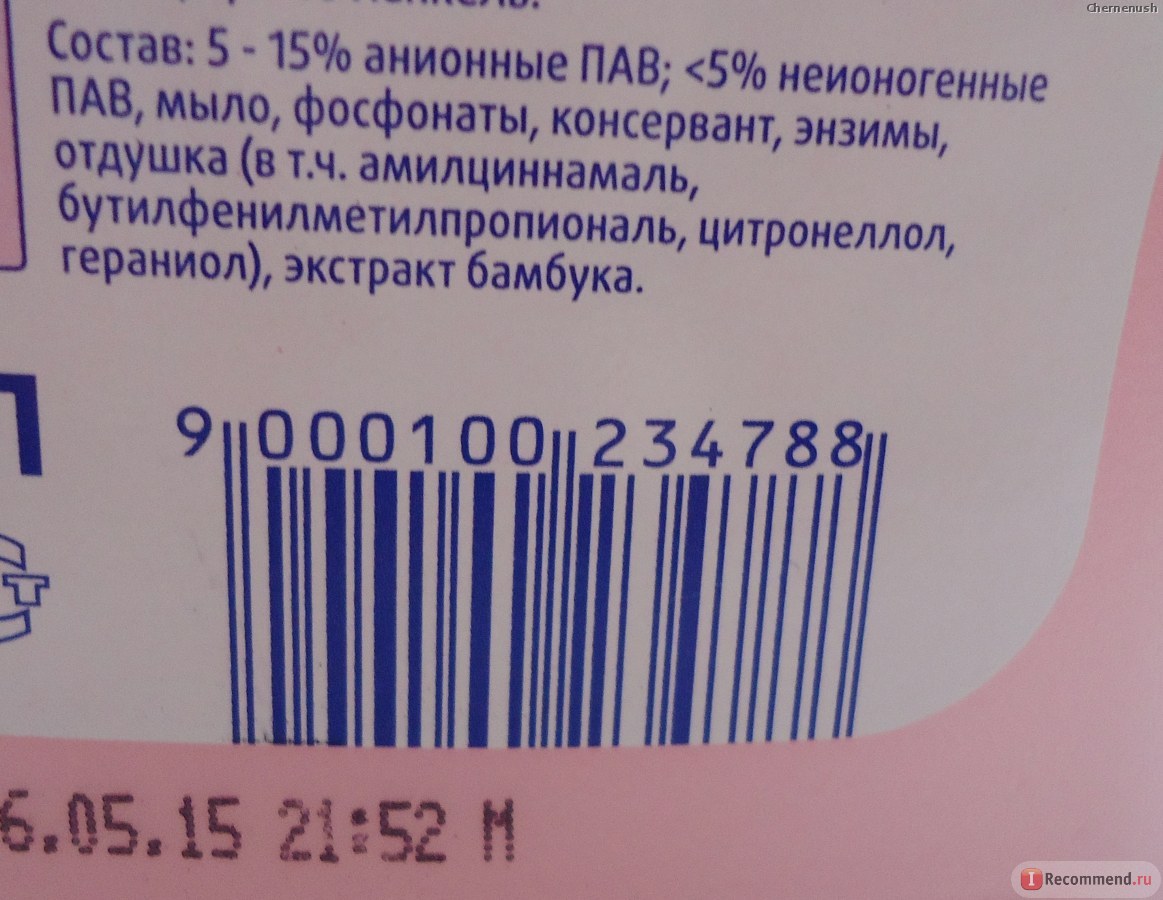 Chernenush
Состав: 5 - 15% анионные ПАВ; <5% неионогенные
ПАВ, мыло, фосфонаты, консервант, энзимы,
отдушка (в т.ч. амилциннамаль,
бутилфенилметилпропиональ, цитронеллол,
гераниол), экстракт бамбука.
9 000100 234788
6.05.15 21:52 М
IRecommend.ru